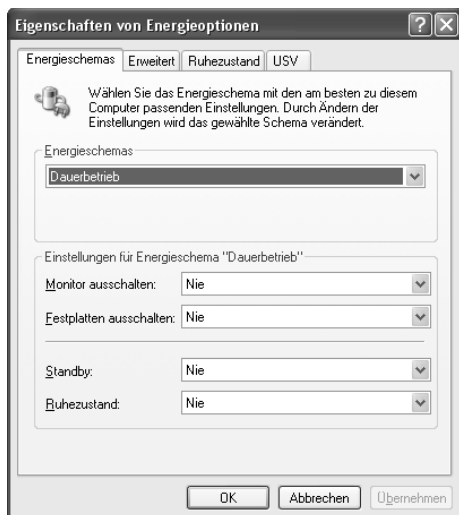 Eigenschaften von Energieoptionen
Energieschemas Erweitert Ruhezustand USV
Wählen Sie das Energieschema mit den am besten zu diesem
Computer passenden Einstellungen. Durch Ändern der
Einstellungen wird das gewählte Schema verändert.
Energieschemas
Dauerbetrieb
Einstellungen für Energieschema "Dauerbetrieb"
Monitor ausschalten: Nie
Festplatten ausschalten: Nie
Standby: Nie
Ruhezustand: Nie
OK Abbrechen Übernehmen